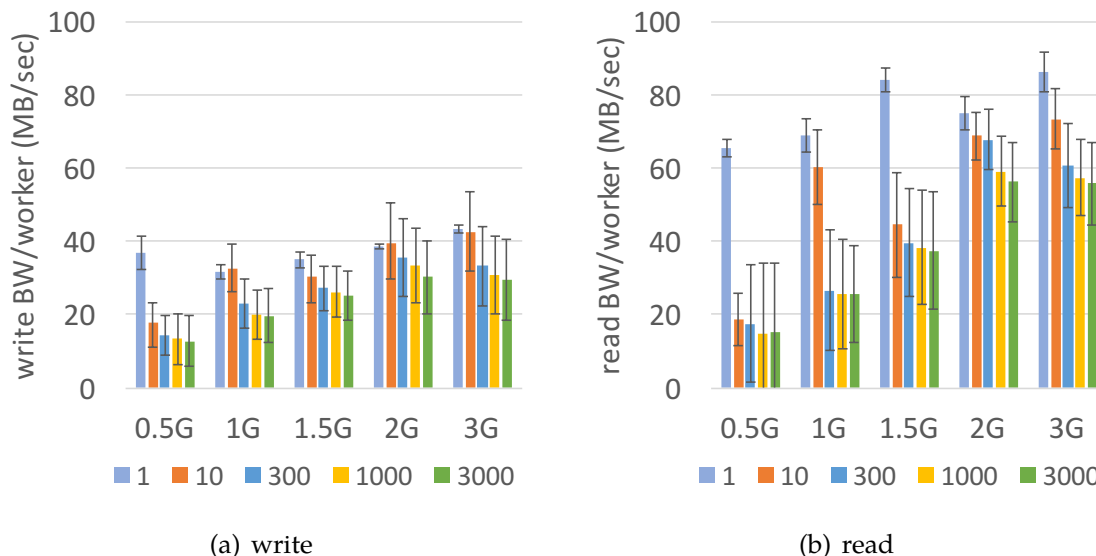 write BW/worker (MB/sec)
100
80
60
40
20
0
0.5G 1G 1.5G 2G 3G
1 10 300 1000 3000
(a) write
read BW/worker (MB/sec)
100
80
60
40
20
0
0.5G 1G 1.5G 2G 3G
1 10 300 1000 3000
(b) read